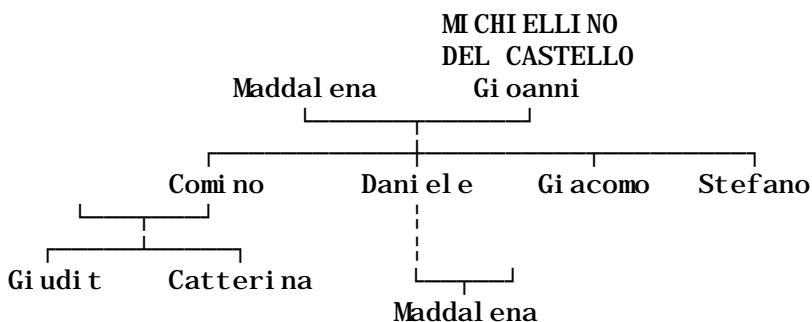 MICHIELLINO
DEL CASTELLO
Maddalena Gioanni
Comino Daniele Giacomo Stefano
Giudit Catterina
Maddalena